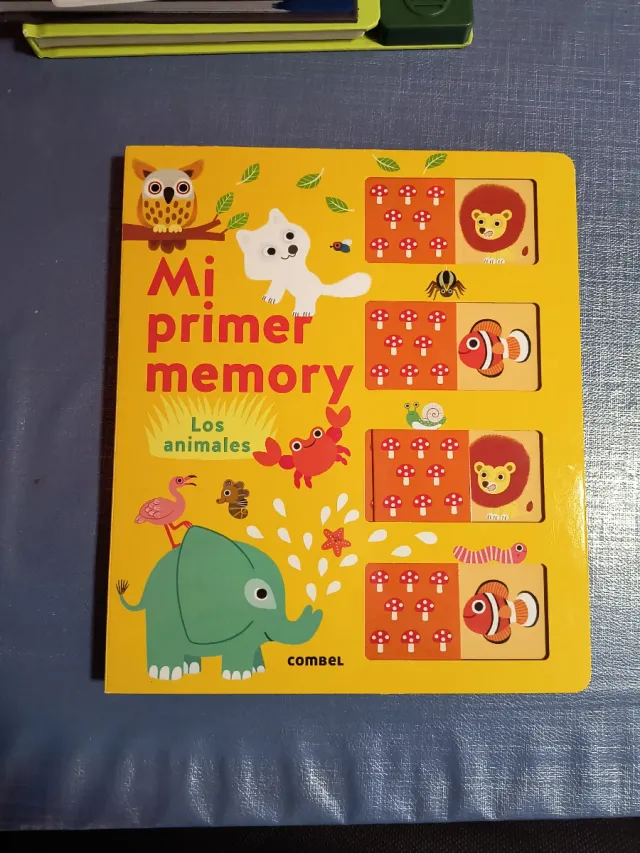 Mi
primer
memory
Los
animales
COMBEL